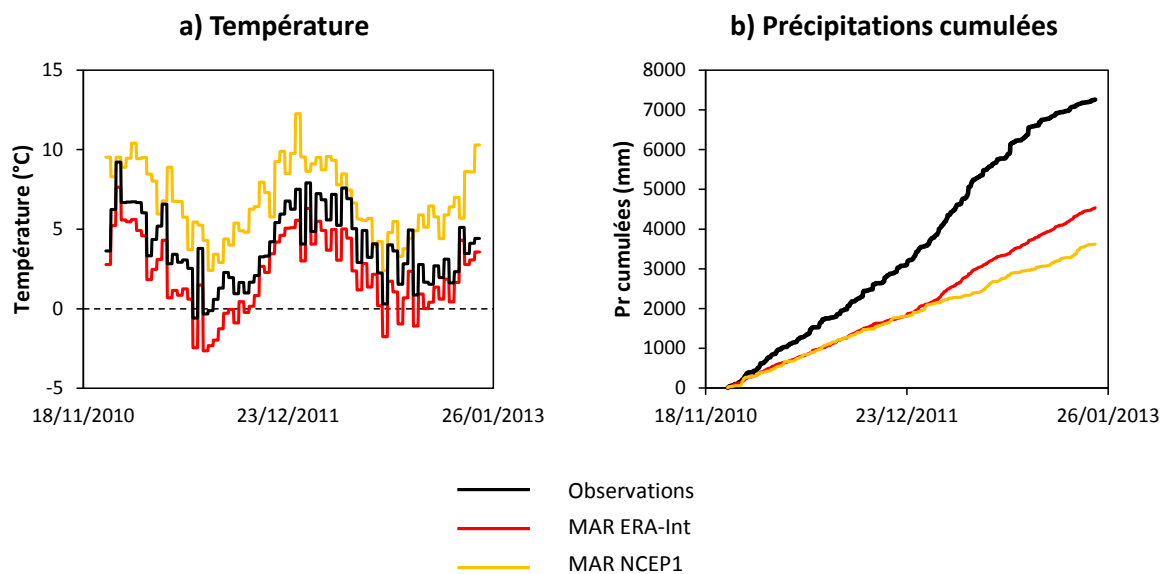 a) Température
15
10
5
0
-5
Température (°C)
18/11/2010
23/12/2011
26/01/2013
b) Précipitations cumulées
8000
7000
6000
5000
4000
3000
2000
1000
0
Pr cumulées (mm)
18/11/2010
23/12/2011
26/01/2013
Observations
MAR ERA-Int
MAR NCEP1